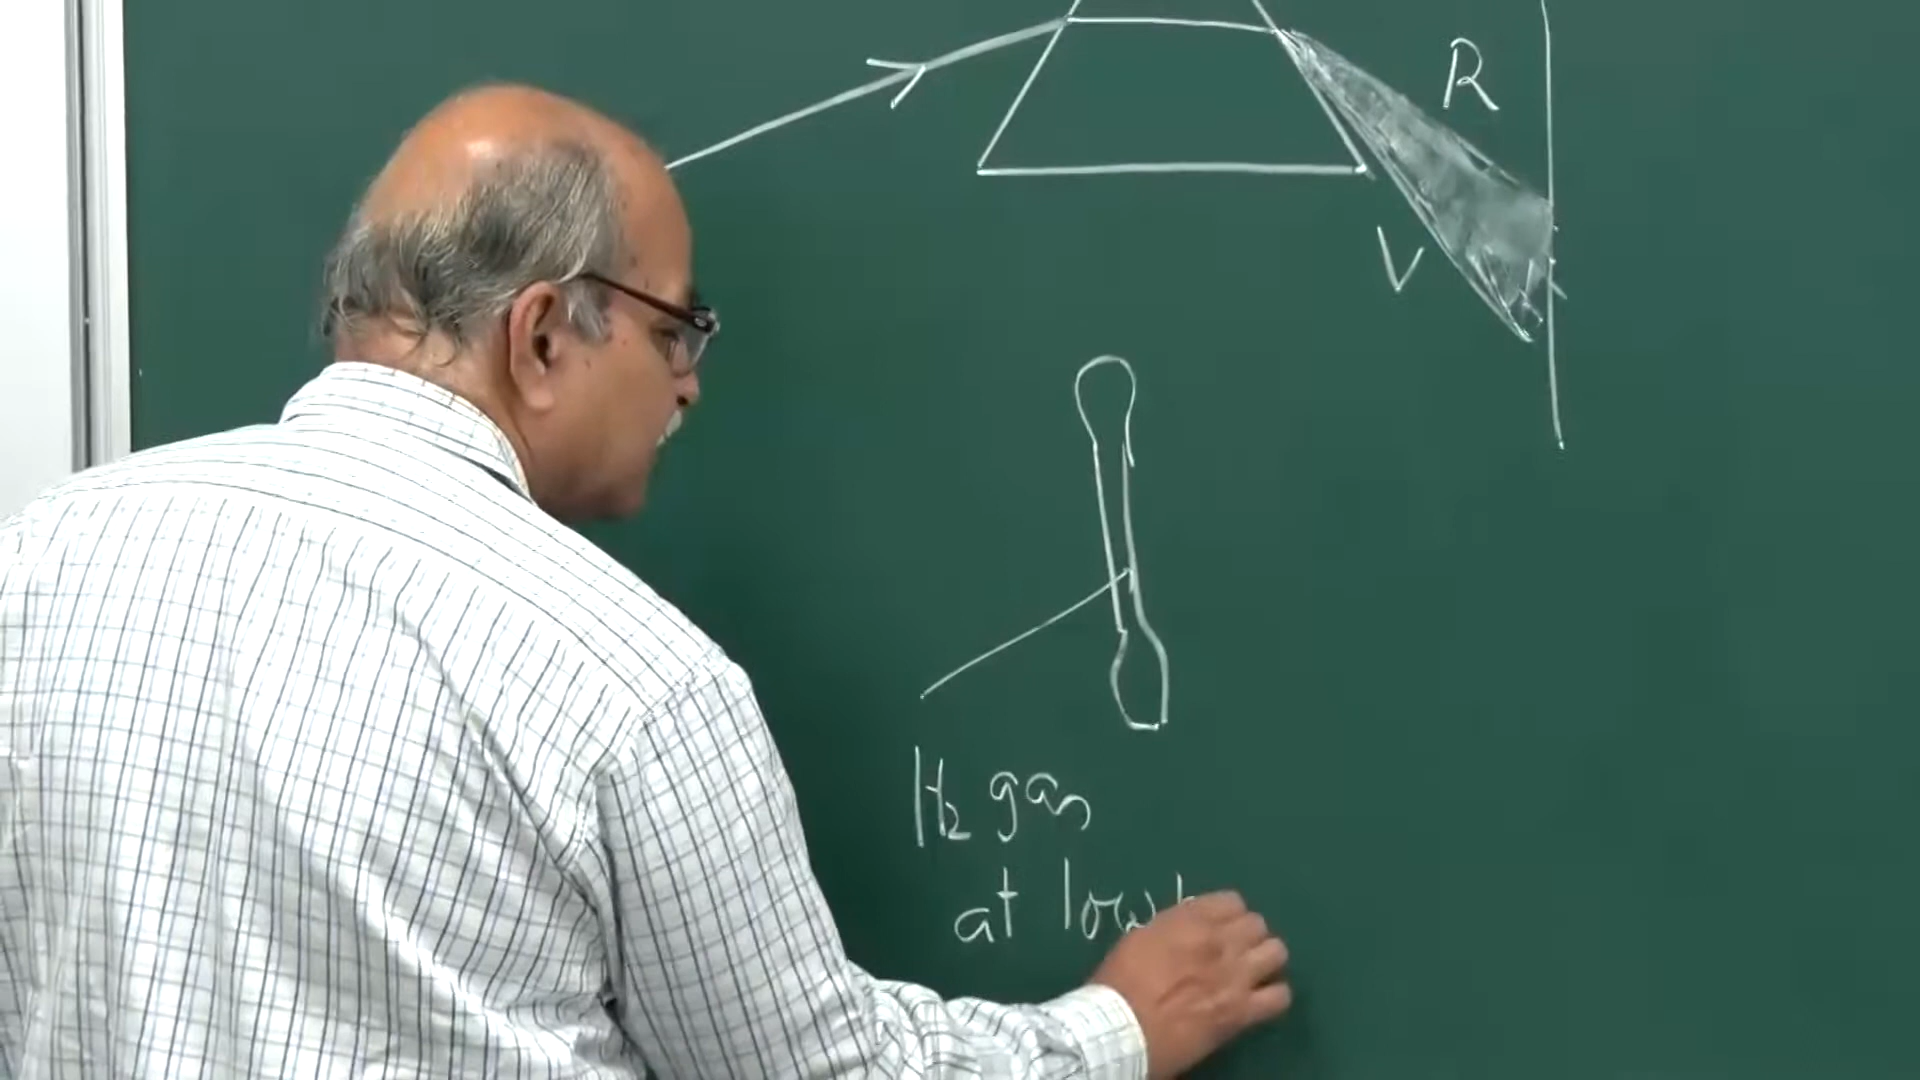 R
V
H₂ gas
at low